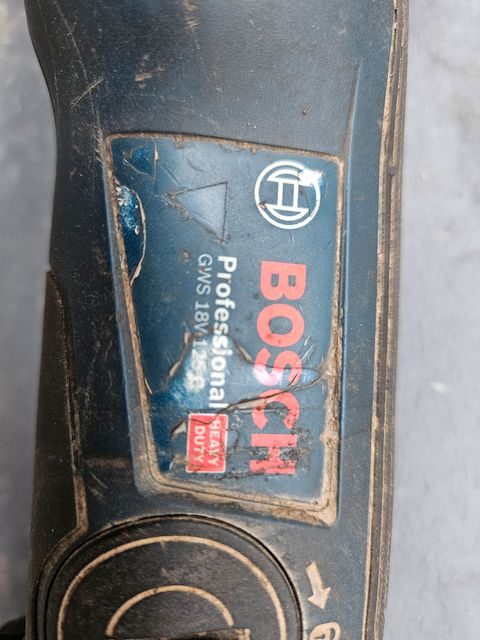 BOSCH
Professional
GWS 18V-125
HEAVY
DUTY